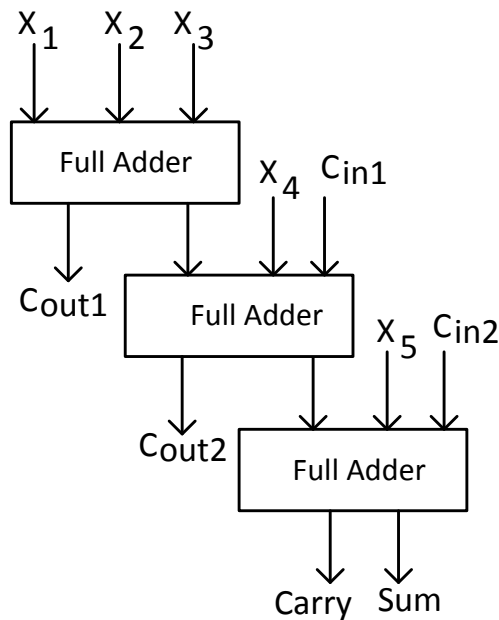 X1 X2 X3
Full Adder
X4 Cin1
Cout1
Full Adder
X5 Cin2
Cout2
Full Adder
Carry Sum